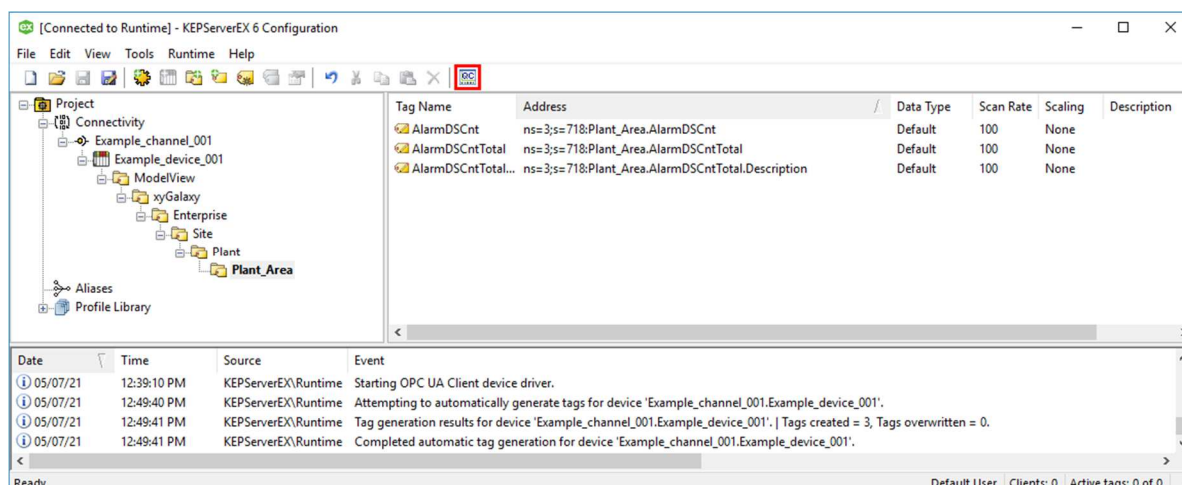 [Connected to Runtime] - KEPServerEX 6 Configuration
File Edit View Tools Runtime Help
Project
Connectivity
Example_channel_001
Example_device_001
ModelView
xyGalaxy
Enterprise
Site
Plant
Plant_Area
Aliases
Profile Library
Tag Name Address Data Type Scan Rate Scaling Description
AlarmDSCnt ns=3;s=718:Plant_Area.AlarmDSCnt Default 100 None
AlarmDSCntTotal ns=3;s=718:Plant_Area.AlarmDSCntTotal Default 100 None
AlarmDSCntTotal... ns=3;s=718:Plant_Area.AlarmDSCntTotal.Description Default 100 None
Date Time Source Event
05/07/21 12:39:10 PM KEPServerEX\Runtime Starting OPC UA Client device driver.
05/07/21 12:49:40 PM KEPServerEX\Runtime Attempting to automatically generate tags for device 'Example_channel_001.Example_device_001'.
05/07/21 12:49:41 PM KEPServerEX\Runtime Tag generation results for device 'Example_channel_001.Example_device_001'. | Tags created = 3, Tags overwritten = 0.
05/07/21 12:49:41 PM KEPServerEX\Runtime Completed automatic tag generation for device 'Example_channel_001.Example_device_001'.
Ready Default User Clients: 0 Active tags: 0 of 0